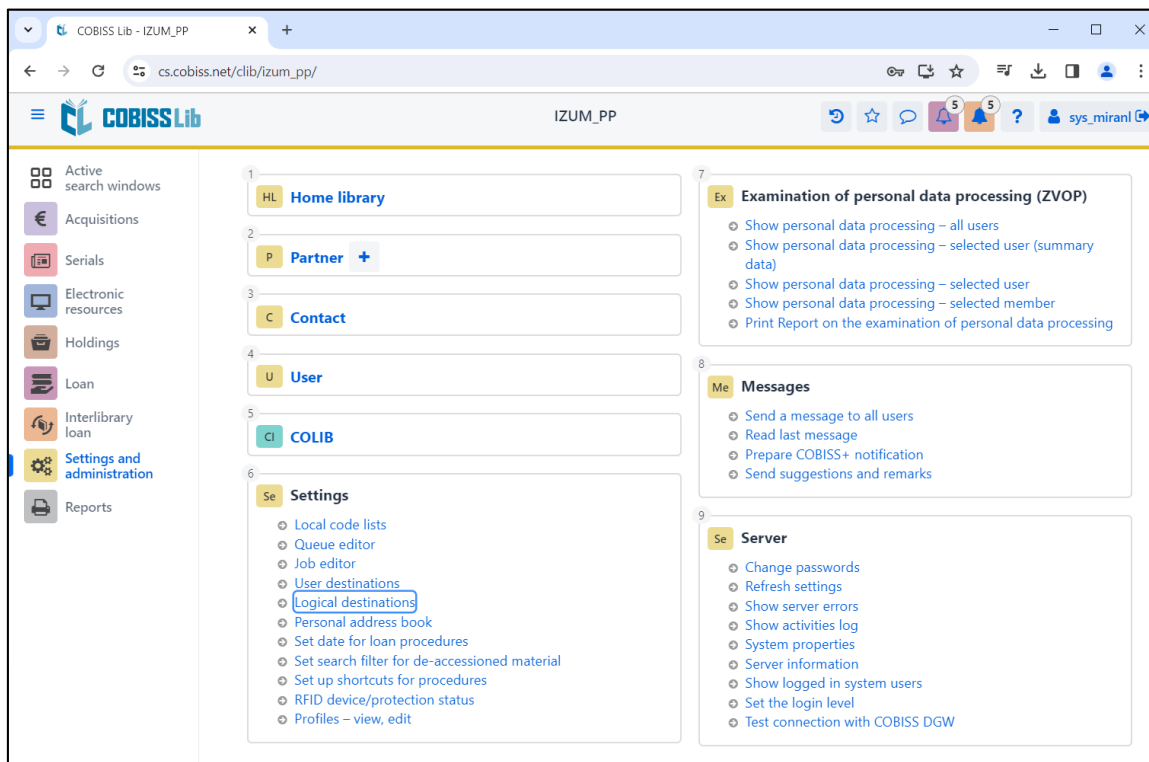 COBISS Lib - IZUM_PP
cs.cobiss.net/clib/izum_pp/
COBISS Lib
IZUM_PP
5
5
?
sys_miranl
Active
search windows
€ Acquisitions
Serials
Electronic
resources
Holdings
Loan
Interlibrary
loan
Settings and
administration
Reports
1
HL Home library
2
P Partner +
3
C Contact
4
U User
5
Cl COLIB
6
Se Settings
Local code lists
Queue editor
Job editor
User destinations
Logical destinations
Personal address book
Set date for loan procedures
Set search filter for de-accessioned material
Set up shortcuts for procedures
RFID device/protection status
Profiles – view, edit
7
Ex Examination of personal data processing (ZVOP)
Show personal data processing – all users
Show personal data processing – selected user (summary
data)
Show personal data processing – selected user
Show personal data processing – selected member
Print Report on the examination of personal data processing
8
Me Messages
Send a message to all users
Read last message
Prepare COBISS+ notification
Send suggestions and remarks
9
Se Server
Change passwords
Refresh settings
Show server errors
Show activities log
System properties
Server information
Show logged in system users
Set the login level
Test connection with COBISS DGW